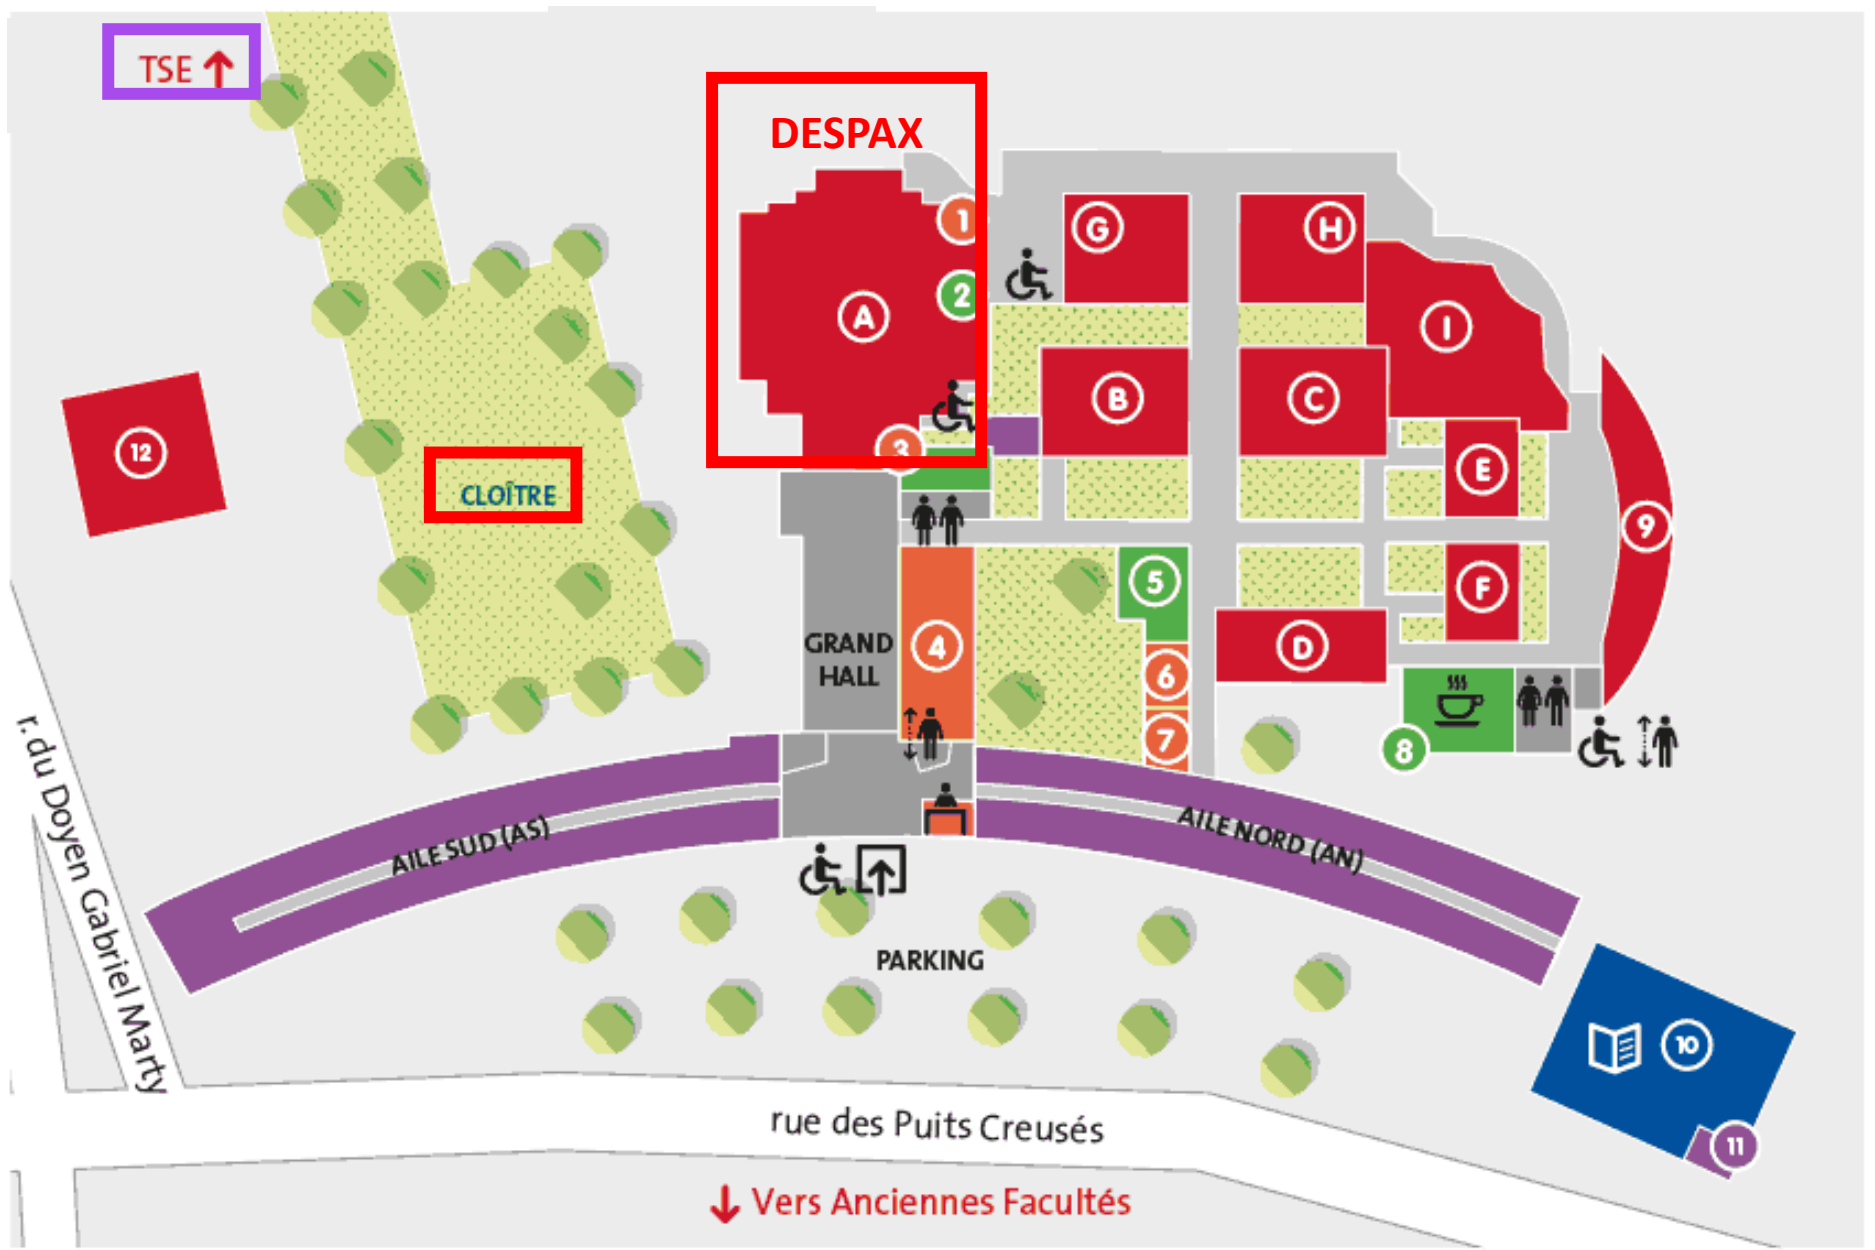 TSE ↑
DESPAX
1
G
H
2
A
I
B
C
12
3
E
CLOÎTRE
9
5
F
GRAND
HALL
4
D
6
7
8
r. du Doyen Gabriel Marty
AILE SUD (AS)
AILE NORD (AN)
PARKING
10
11
rue des Puits Creusés
↓ Vers Anciennes Facultés